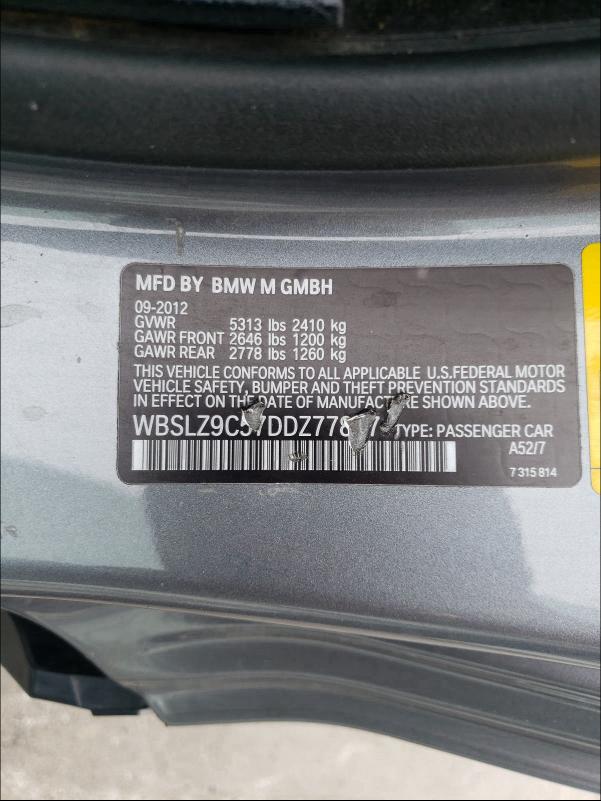 MFD BY BMW M GMBH
09-2012
GVWR 5313 lbs 2410 kg
GAWR FRONT 2646 lbs 1200 kg
GAWR REAR 2778 lbs 1260 kg
THIS VEHICLE CONFORMS TO ALL APPLICABLE U.S.FEDERAL MOTOR
VEHICLE SAFETY, BUMPER AND THEFT PREVENTION STANDARDS
IN EFFECT ON THE DATE OF MANUFACTURE SHOWN ABOVE.
TYPE: PASSENGER CAR
A52/7
7 315 814